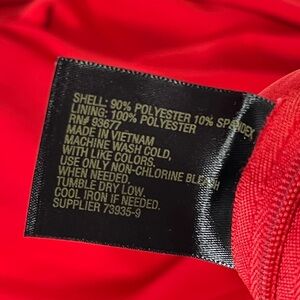 SHELL: 90% POLYESTER 10% SPANDEX
LINING: 100% POLYESTER
RN# 93677
MADE IN VIETNAM
MACHINE WASH COLD,
WITH LIKE COLORS.
USE ONLY NON-CHLORINE BLEACH
WHEN NEEDED.
TUMBLE DRY LOW.
COOL IRON IF NEEDED.
SUPPLIER 73935-9